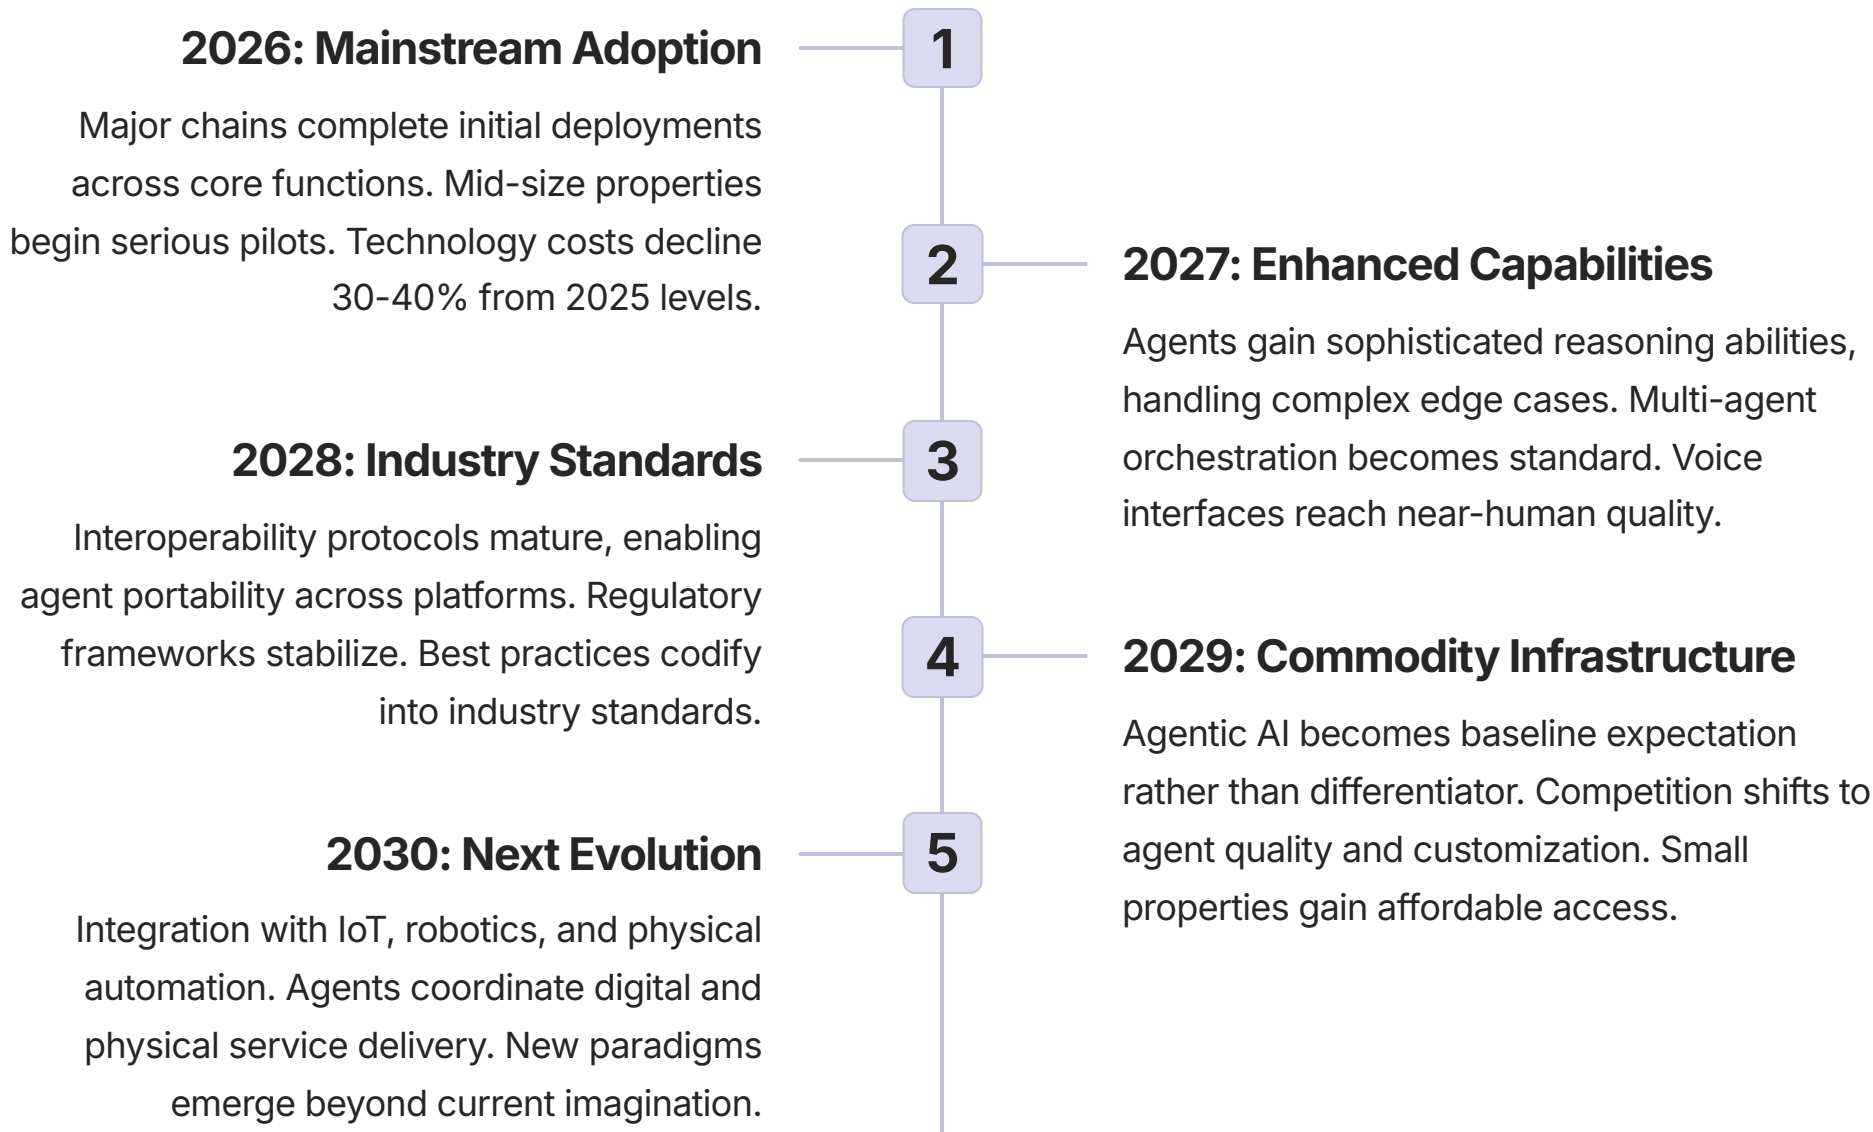 1
2026: Mainstream Adoption
Major chains complete initial deployments
across core functions. Mid-size properties
begin serious pilots. Technology costs decline
30-40% from 2025 levels.
2
2027: Enhanced Capabilities
Agents gain sophisticated reasoning abilities,
handling complex edge cases. Multi-agent
orchestration becomes standard. Voice
interfaces reach near-human quality.
3
2028: Industry Standards
Interoperability protocols mature, enabling
agent portability across platforms. Regulatory
frameworks stabilize. Best practices codify
into industry standards.
4
2029: Commodity Infrastructure
Agentic AI becomes baseline expectation
rather than differentiator. Competition shifts to
agent quality and customization. Small
properties gain affordable access.
5
2030: Next Evolution
Integration with IoT, robotics, and physical
automation. Agents coordinate digital and
physical service delivery. New paradigms
emerge beyond current imagination.